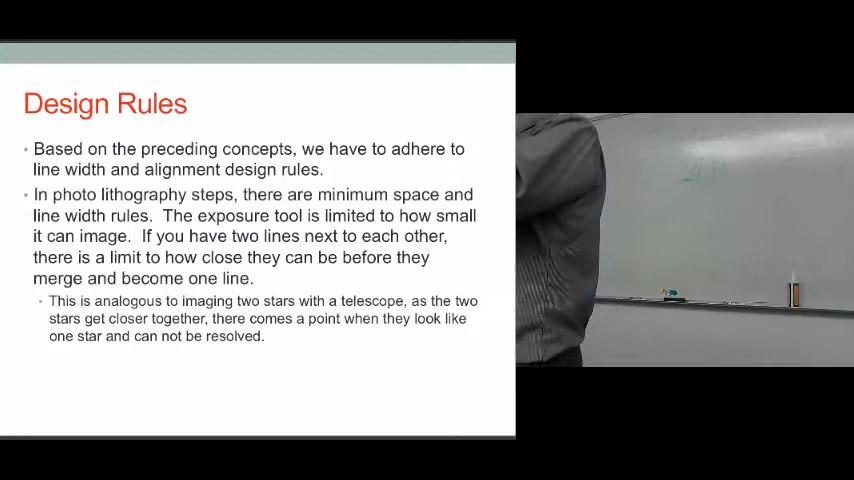 Design Rules
• Based on the preceding concepts, we have to adhere to
line width and alignment design rules.
• In photo lithography steps, there are minimum space and
line width rules. The exposure tool is limited to how small
it can image. If you have two lines next to each other,
there is a limit to how close they can be before they
merge and become one line.
• This is analogous to imaging two stars with a telescope, as the two
stars get closer together, there comes a point when they look like
one star and can not be resolved.